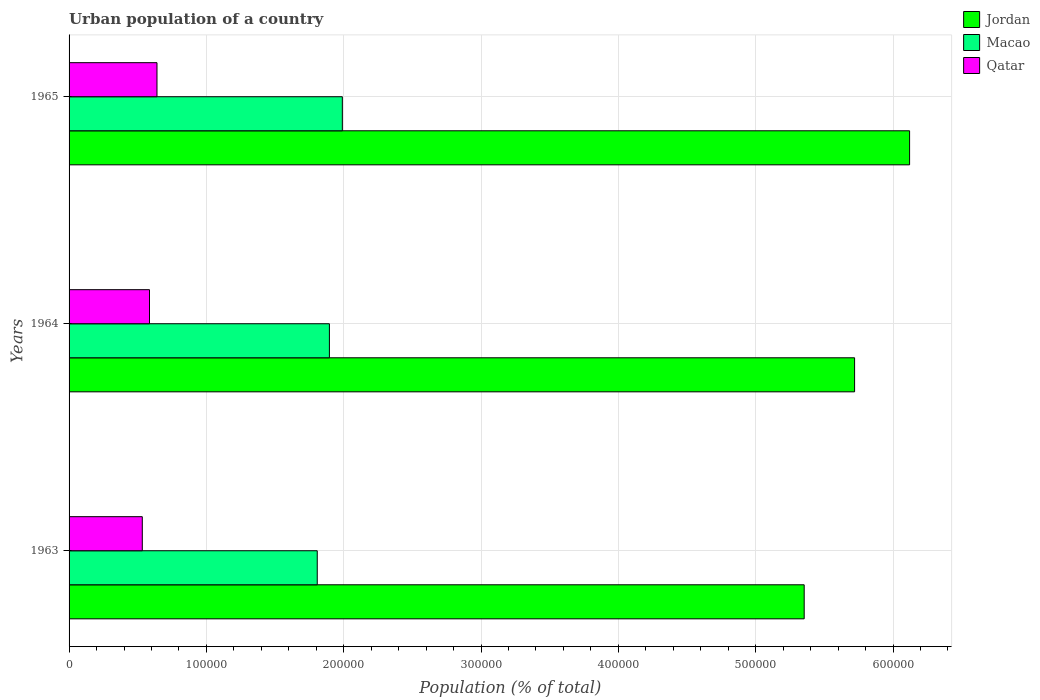 Urban population of a country
Jordan
Macao
Qatar
1965
1964
1963
Years
0
100000
200000
300000
400000
500000
600000
Population (% of total)